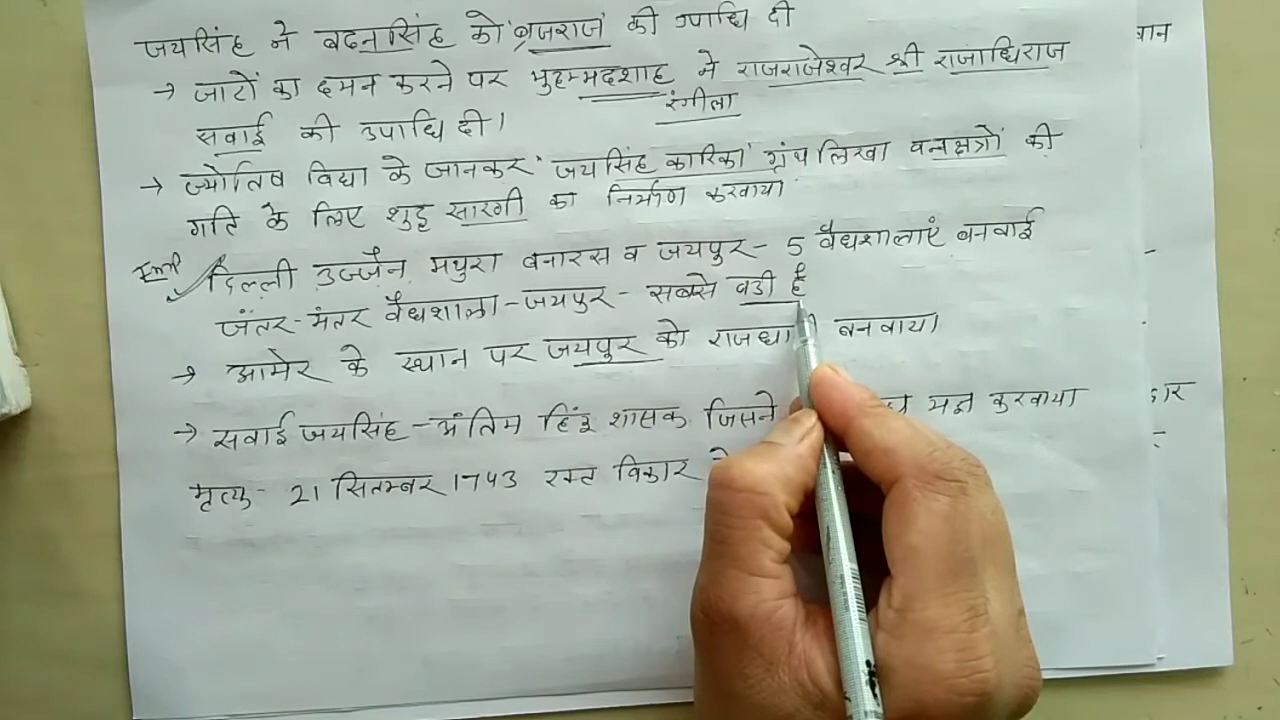 जयसिंह ने बदनसिंह को 'ब्रजराज' की उपाधि दी
→ जाटों का दमन करने पर मुहम्मदशाह ने राजराजेश्वर श्री राजाधिराज
रंगीला
सवाई की उपाधि दी।
→ ज्योतिष विद्या के जानकर 'जयसिंह कारिका' ग्रंथ लिखा व नक्षत्रों की
गति के लिए शुद्ध सारणी का निर्माण करवाया
Imp दिल्ली उज्जैन, मथुरा बनारस व जयपुर - 5 वैधशालाएं बनवाई
जंतर-मंतर वैधशाला - जयपुर - सबसे बडी है
→ आमेर के स्थान पर जयपुर को बनवाया
→ सवाई जयसिंह - अंतिम हिंदू शासक जिसने करवाया
मृत्यु - 21 सितम्बर 1743 रक्त विकार
वान
दार